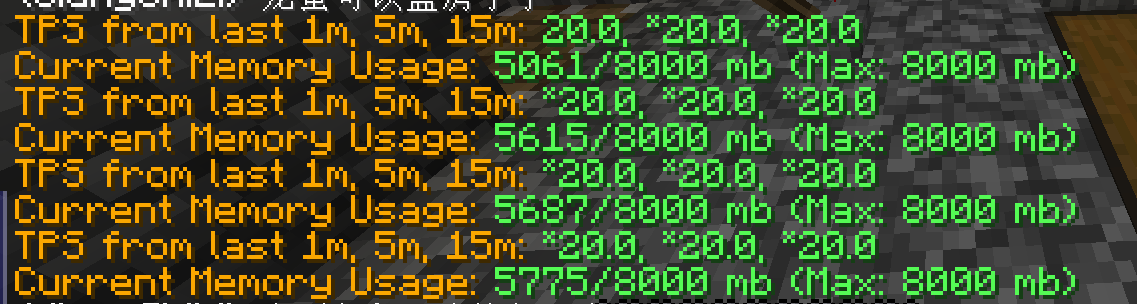 TPS from last 1m, 5m, 15m: 20.0, *20.0, *20.0
Current Memory Usage: 5061/8000 mb (Max: 8000 mb)
TPS from last 1m, 5m, 15m: *20.0, *20.0, *20.0
Current Memory Usage: 5615/8000 mb (Max: 8000 mb)
TPS from last 1m, 5m, 15m: *20.0, *20.0, *20.0
Current Memory Usage: 5687/8000 mb (Max: 8000 mb)
TPS from last 1m, 5m, 15m: *20.0, *20.0, *20.0
Current Memory Usage: 5775/8000 mb (Max: 8000 mb)